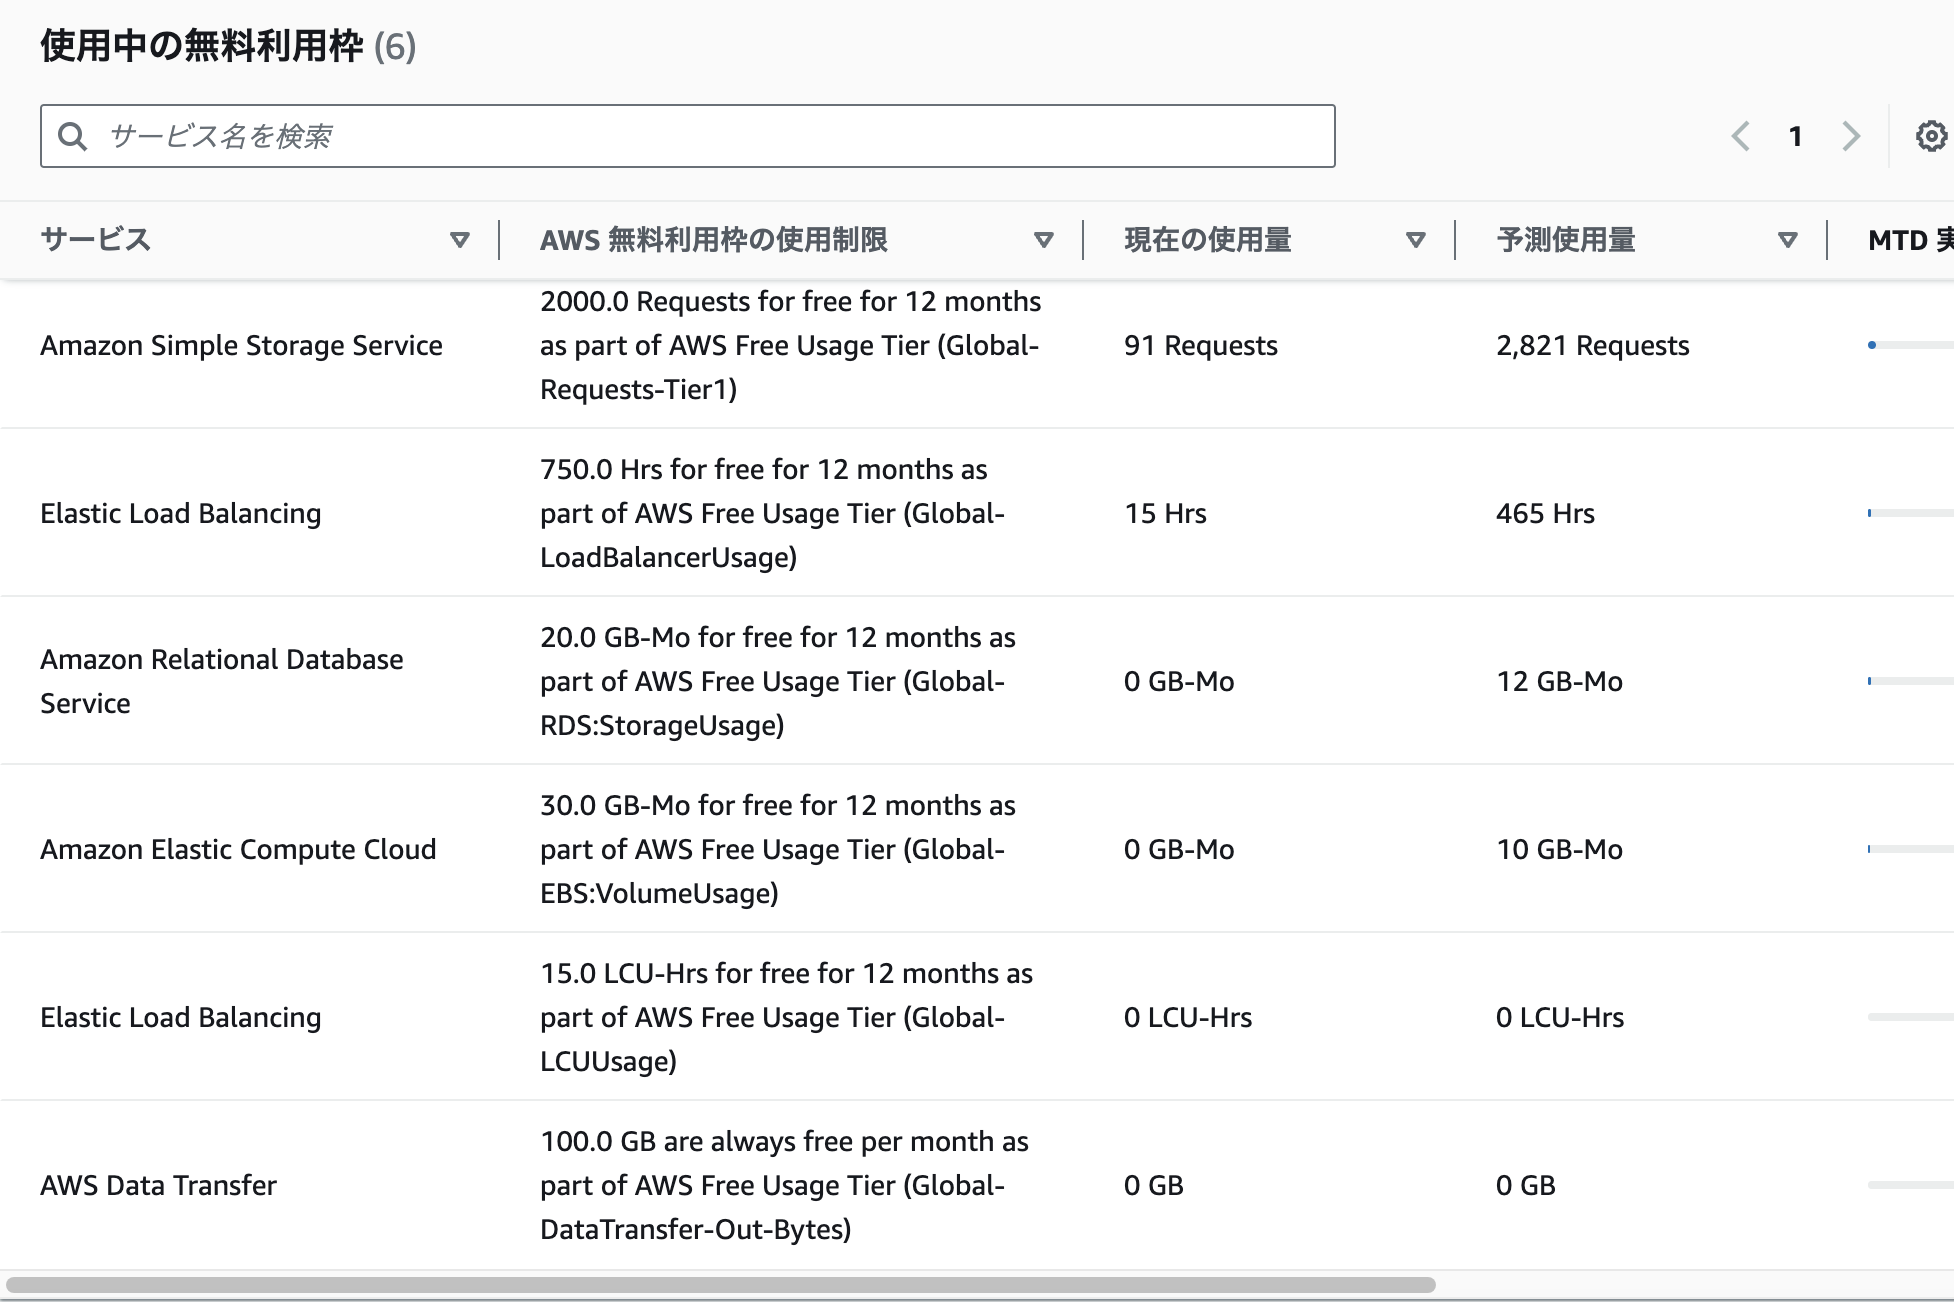 使用中の無料利用枠 (6)
サービス名を検索
1
サービス
AWS 無料利用枠の使用制限
現在の使用量
予測使用量
MTD 実
2000.0 Requests for free for 12 months
Amazon Simple Storage Service
as part of AWS Free Usage Tier (Global-
91 Requests
2,821 Requests
Requests-Tier1)
750.0 Hrs for free for 12 months as
Elastic Load Balancing
part of AWS Free Usage Tier (Global-
15 Hrs
465 Hrs
LoadBalancerUsage)
20.0 GB-Mo for free for 12 months as
Amazon Relational Database
Service
part of AWS Free Usage Tier (Global-
0 GB-Mo
12 GB-Mo
RDS:StorageUsage)
30.0 GB-Mo for free for 12 months as
Amazon Elastic Compute Cloud
part of AWS Free Usage Tier (Global-
0 GB-Mo
10 GB-Mo
EBS:VolumeUsage)
15.0 LCU-Hrs for free for 12 months as
Elastic Load Balancing
part of AWS Free Usage Tier (Global-
0 LCU-Hrs
0 LCU-Hrs
LCUUsage)
100.0 GB are always free per month as
AWS Data Transfer
part of AWS Free Usage Tier (Global-
0 GB
0 GB
DataTransfer-Out-Bytes)